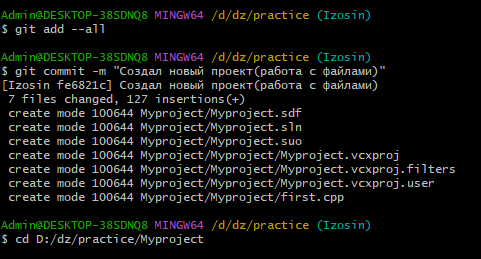 Admin@DESKTOP-38SDNQ8 MINGW64 /d/dz/practice (Izosin)
$ git add --all
Admin@DESKTOP-38SDNQ8 MINGW64 /d/dz/practice (Izosin)
$ git commit -m "Создал новый проект(работа с файлами)"
[Izosin fe6821c] Создал новый проект(работа с файлами)
7 files changed, 127 insertions(+)
create mode 100644 Myproject/Myproject.sdf
create mode 100644 Myproject/Myproject.sln
create mode 100644 Myproject/Myproject.suo
create mode 100644 Myproject/Myproject/Myproject.vcxproj
create mode 100644 Myproject/Myproject/Myproject.vcxproj.filters
create mode 100644 Myproject/Myproject/Myproject.vcxproj.user
create mode 100644 Myproject/Myproject/first.cpp
Admin@DESKTOP-38SDNQ8 MINGW64 /d/dz/practice (Izosin)
$ cd D:/dz/practice/Myproject